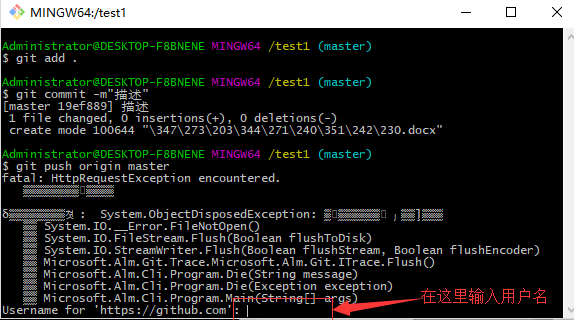 MINGW64:/test1
Administrator@DESKTOP-F8BNENE MINGW64 /test1 (master)
$ git add .
Administrator@DESKTOP-F8BNENE MINGW64 /test1 (master)
$ git commit -m"描述"
[master 19ef889] 描述
1 file changed, 0 insertions(+), 0 deletions(-)
create mode 100644 "\347\273\203\344\271\240\351\242\230.docx"
Administrator@DESKTOP-F8BNENE MINGW64 /test1 (master)
$ git push origin master
fatal: HttpRequestException encountered.
: System.ObjectDisposedException:
System.IO.__Error.FileNotOpen()
System.IO.FileStream.Flush(Boolean flushToDisk)
System.IO.StreamWriter.Flush(Boolean flushStream, Boolean flushEncoder)
Microsoft.Alm.Git.Trace.Microsoft.Alm.Git.ITrace.Flush()
Microsoft.Alm.Cli.Program.Die(String message)
Microsoft.Alm.Cli.Program.Die(Exception exception)
Microsoft.Alm.Cli.Program.Main(String[] args)
Username for 'https://github.com':
在这里输入用户名